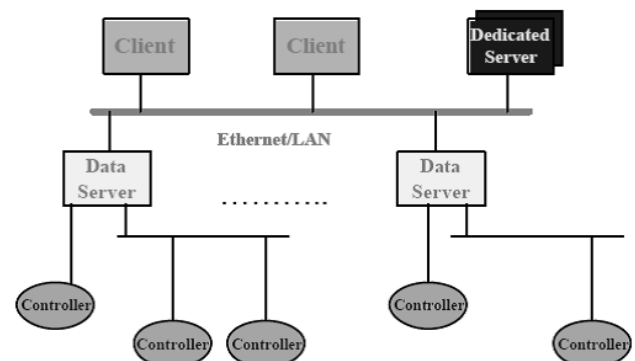 Client
Client
Dedicated
Server
Ethernet/LAN
Data
Server
Data
Server
Controller
Controller
Controller
Controller
Controller